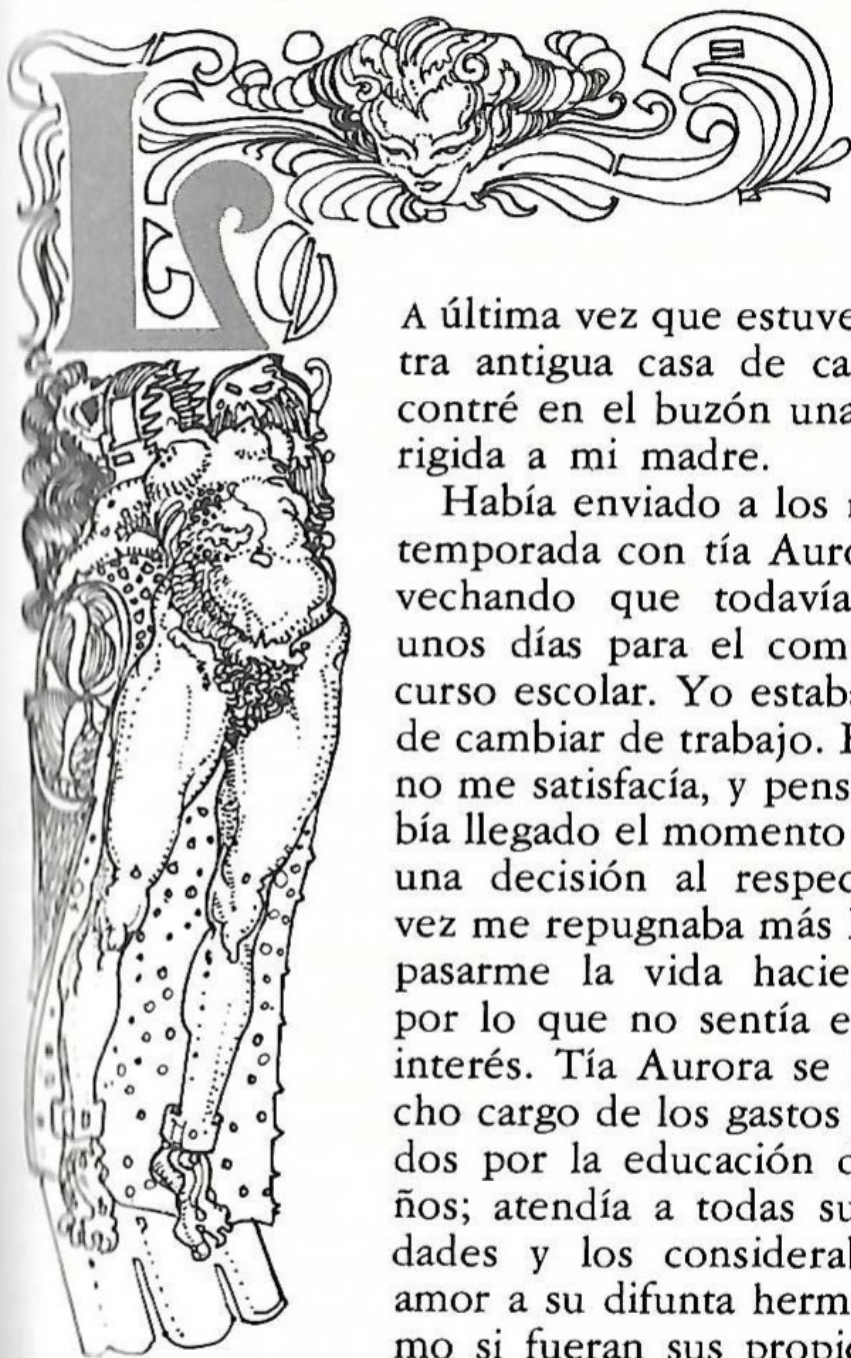 LA última vez que estuve
tra antigua casa de ca
contré en el buzón una
rigida a mi madre.
Había enviado a los
temporada con tía Auro
vechando que todavía
unos días para el com
curso escolar. Yo estaba
de cambiar de trabajo.
no me satisfacía, y pens
bía llegado el momento
una decisión al respec
vez me repugnaba más
pasarme la vida hacie
por lo que no sentía e
interés. Tía Aurora se
cho cargo de los gastos
dos por la educación d
ños; atendía a todas su
dades y los considerab
amor a su difunta herm
mo si fueran sus propi